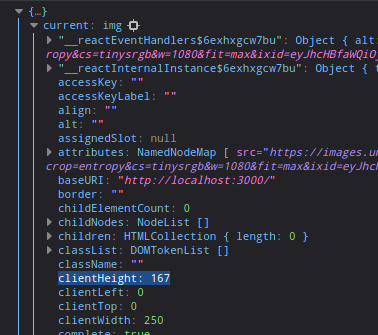 {…}
current: img
"__reactEventHandlers$6exhxgcw7bu": Object { alt:
ropy&cs=tinysrgb&w=1080&fit=max&ixid=eyJhcHBfaWQiO
"__reactInternalInstance$6exhxgcw7bu": Object {
accessKey: ""
accessKeyLabel: ""
align: ""
alt: ""
assignedSlot: null
attributes: NamedNodeMap [ src="https://images.un
crop=entropy&cs=tinysrgb&w=1080&fit=max&ixid=eyJh
baseURI: "http://localhost:3000/"
border: ""
childElementCount: 0
childNodes: NodeList []
children: HTMLCollection { length: 0 }
classList: DOMTokenList []
className: ""
clientHeight: 167
clientLeft: 0
clientTop: 0
clientWidth: 250
complete: true